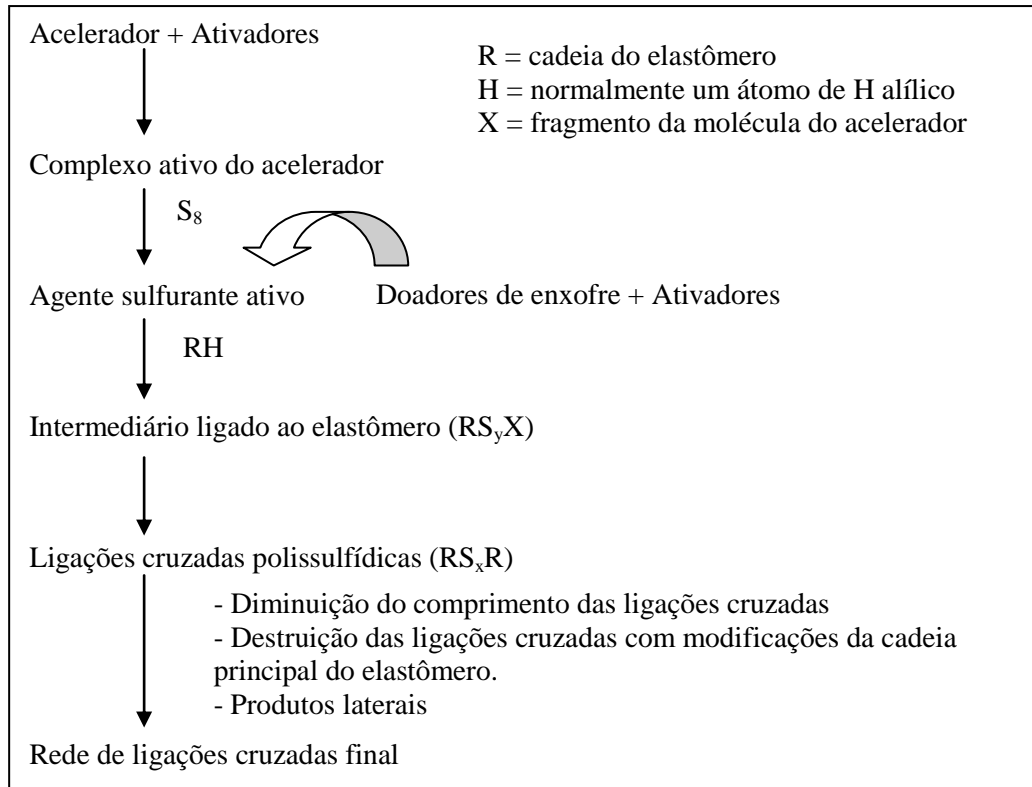 Acelerador + Ativadores
R = cadeia do elastômero
H = normalmente um átomo de H alílico
X = fragmento da molécula do acelerador
Complexo ativo do acelerador
S₈
Agente sulfurante ativo
Doadores de enxofre + Ativadores
RH
Intermediário ligado ao elastômero (RSᵧX)
Ligações cruzadas polissulfídicas (RSₓR)
- Diminuição do comprimento das ligações cruzadas
- Destruição das ligações cruzadas com modificações da cadeia
principal do elastômero.
- Produtos laterais
Rede de ligações cruzadas final